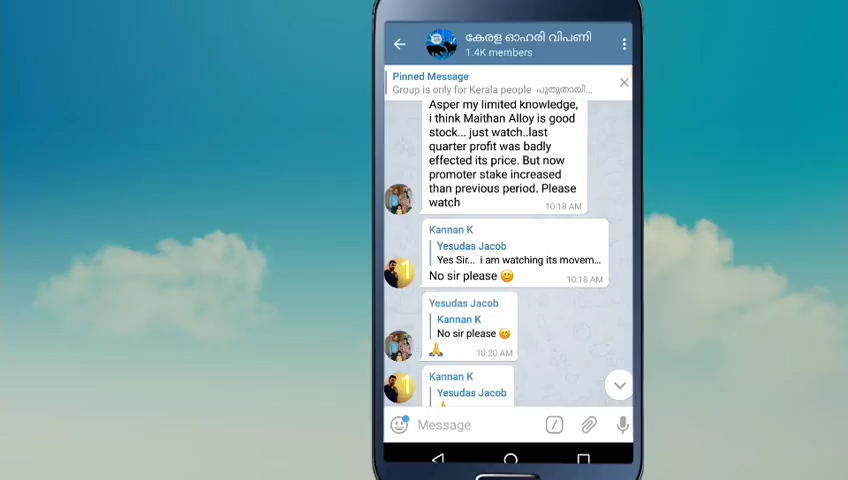 കേരള ഓഹരി വിപണി
1.4K members
Pinned Message
Group is only for Kerala people പുതുതായി...
Asper my limited knowledge,
i think Maithan Alloy is good
stock... just watch..last
quarter profit was badly
effected its price. But now
promoter stake increased
than previous period. Please
watch
10:18 AM
Kannan K
Yesudas Jacob
Yes Sir... i am watching its movem...
No sir please 😊
10:18 AM
Yesudas Jacob
Kannan K
No sir please 😊
🙏
10:20 AM
Kannan K
Yesudas Jacob
Message